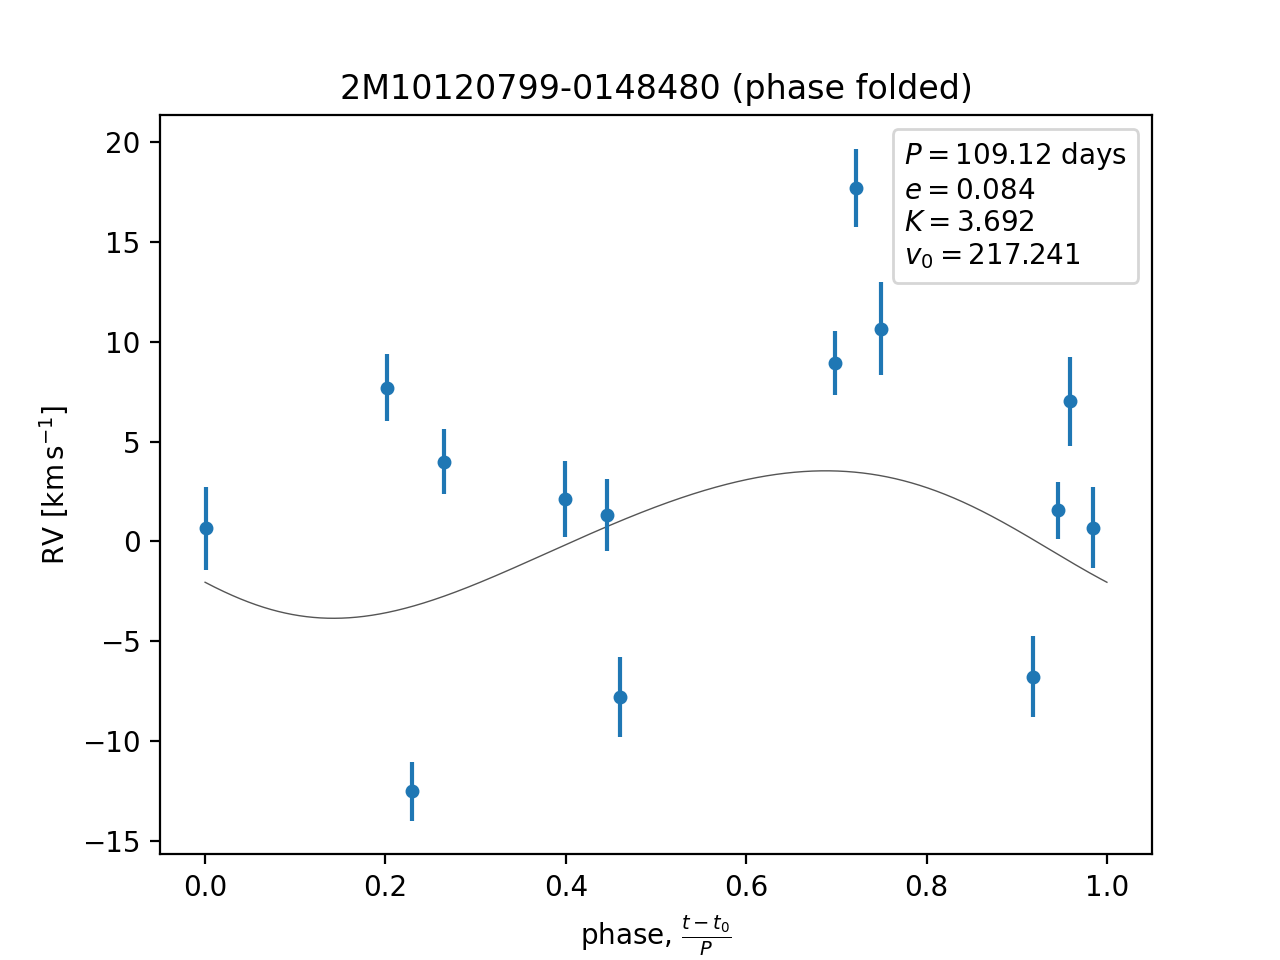 2M10120799-0148480 (phase folded)
P = 109.12 days
e = 0.084
K = 3.692
v₀ = 217.241
RV [km s⁻¹]
20
15
10
5
0
−5
−10
−15
0.0 0.2 0.4 0.6 0.8 1.0
phase, (t − t₀)/P